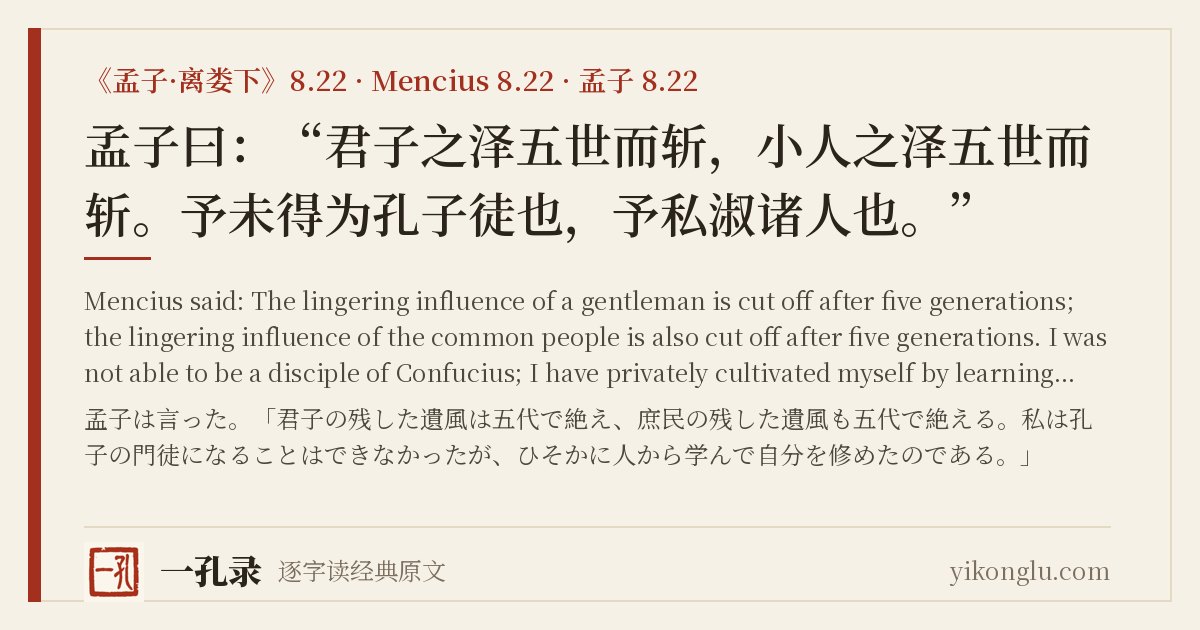 《孟子·离娄下》8.22 · Mencius 8.22 · 孟子 8.22
孟子曰：“君子之泽五世而斩，小人之泽五世而
斩。予未得为孔子徒也，予私淑诸人也。”
Mencius said: The lingering influence of a gentleman is cut off after five generations;
the lingering influence of the common people is also cut off after five generations. I was
not able to be a disciple of Confucius; I have privately cultivated myself by learning…
孟子は言った。「君子の残した遺風は五代で絶え、庶民の残した遺風も五代で絶える。私は孔
子の門徒になることはできなかったが、ひそかに人から学んで自分を修めたのである。」
一孔
一孔录 逐字读经典原文
yikonglu.com